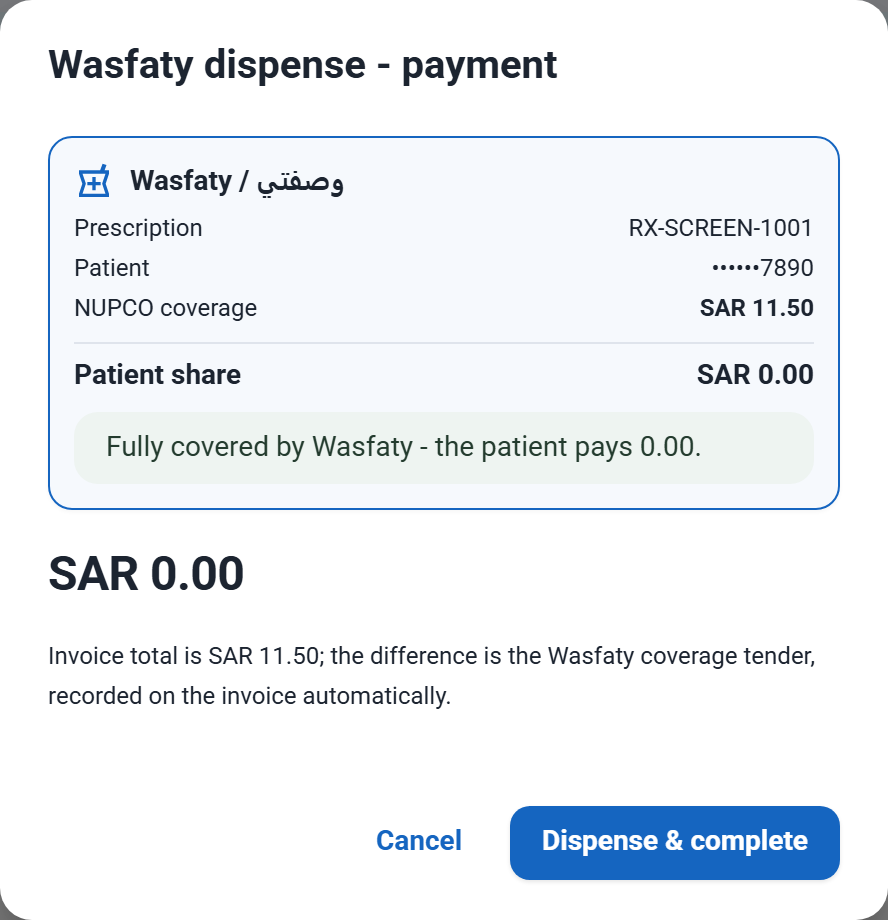 Wasfaty dispense - payment
Wasfaty / وصفتي
Prescription RX-SCREEN-1001
Patient ••••••7890
NUPCO coverage SAR 11.50
Patient share SAR 0.00
Fully covered by Wasfaty - the patient pays 0.00.
SAR 0.00
Invoice total is SAR 11.50; the difference is the Wasfaty coverage tender,
recorded on the invoice automatically.
Cancel Dispense & complete